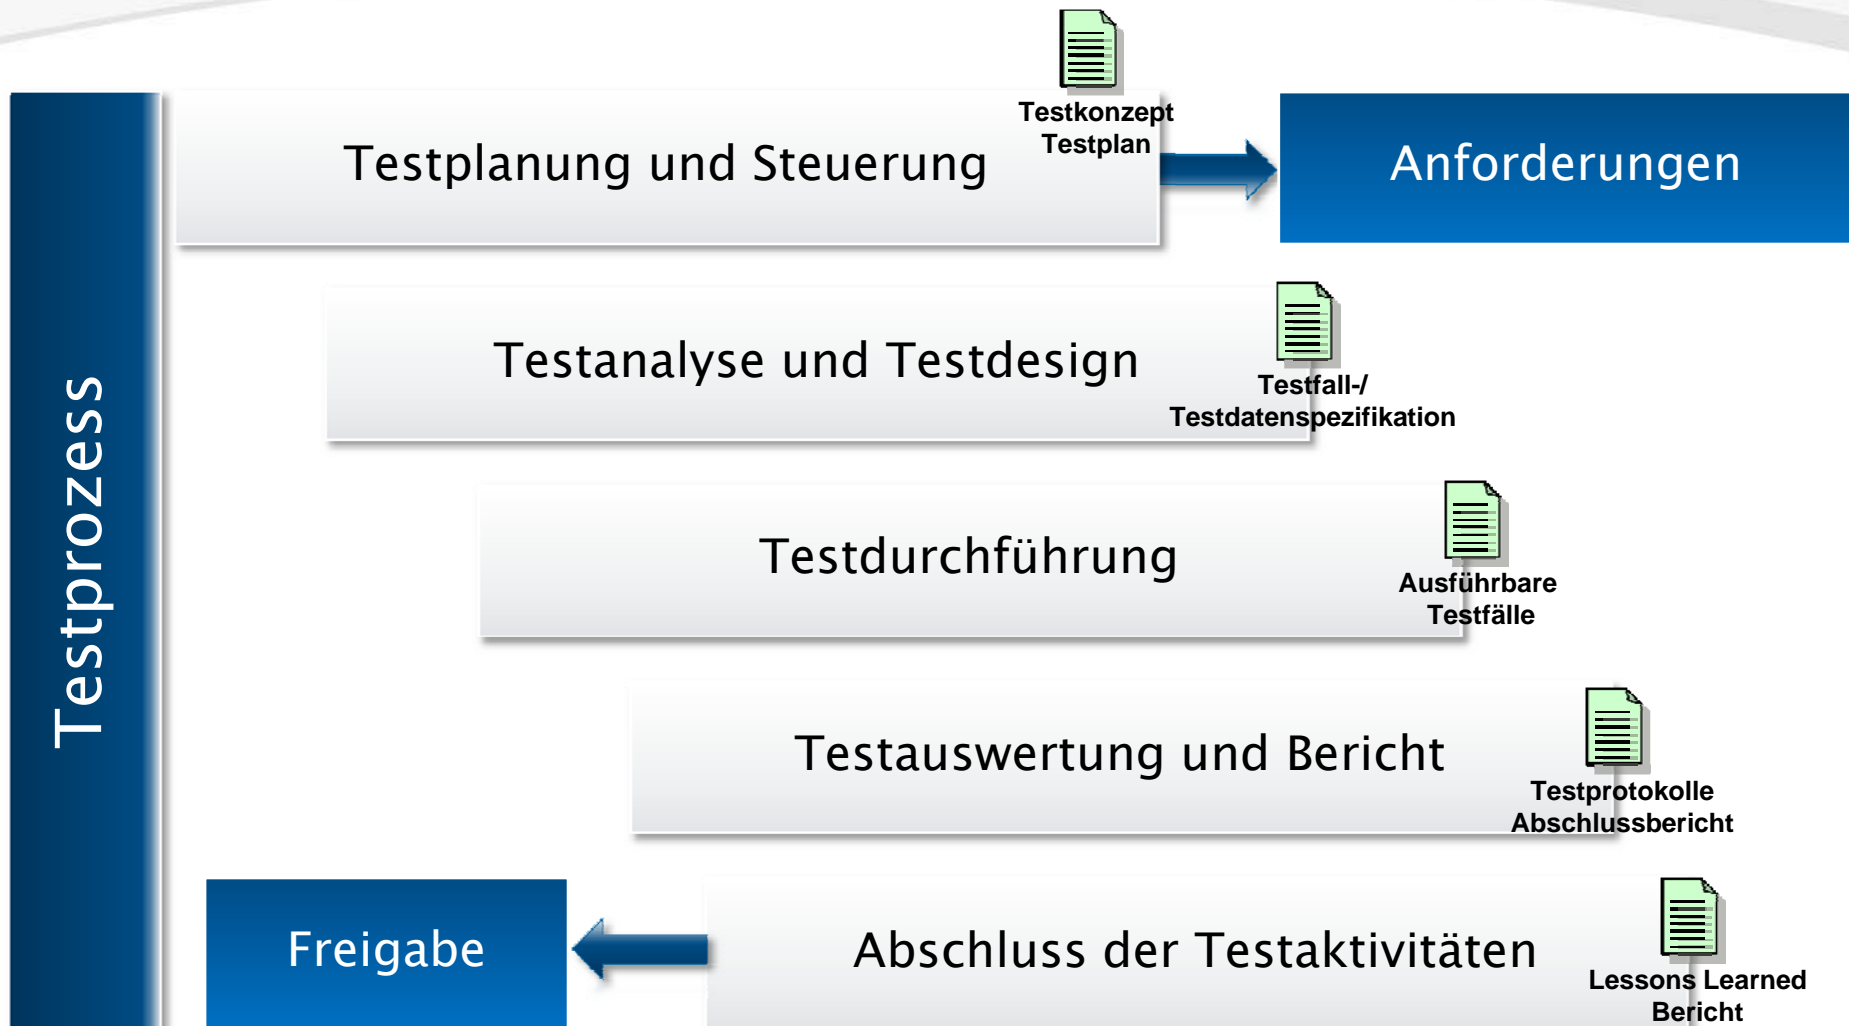 Testprozess
Testkonzept
Testplan
Testplanung und Steuerung
Anforderungen
Testanalyse und Testdesign
Testfall-/
Testdatenspezifikation
Testdurchführung
Ausführbare
Testfälle
Testauswertung und Bericht
Testprotokolle
Abschlussbericht
Freigabe
Abschluss der Testaktivitäten
Lessons Learned
Bericht